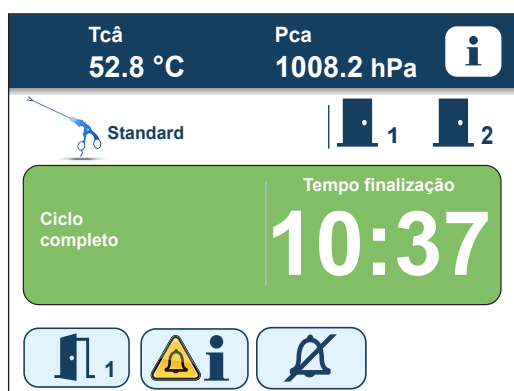 Tcâ
Pca
52.8 °C
1008.2 hPa
i
Standard
1
2
Tempo finalização
Ciclo
completo
10:37
1
i